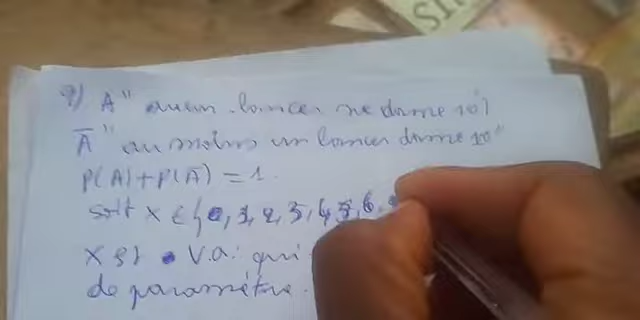 A" aucun lancer ne donne 10"
Ā" au moins un lancer donne 10"
P(A)+P(Ā) = 1.
soit X ∈ {0, 1, 2, 3, 4, 5, 6,
X est v.a. qui
de paramètre.